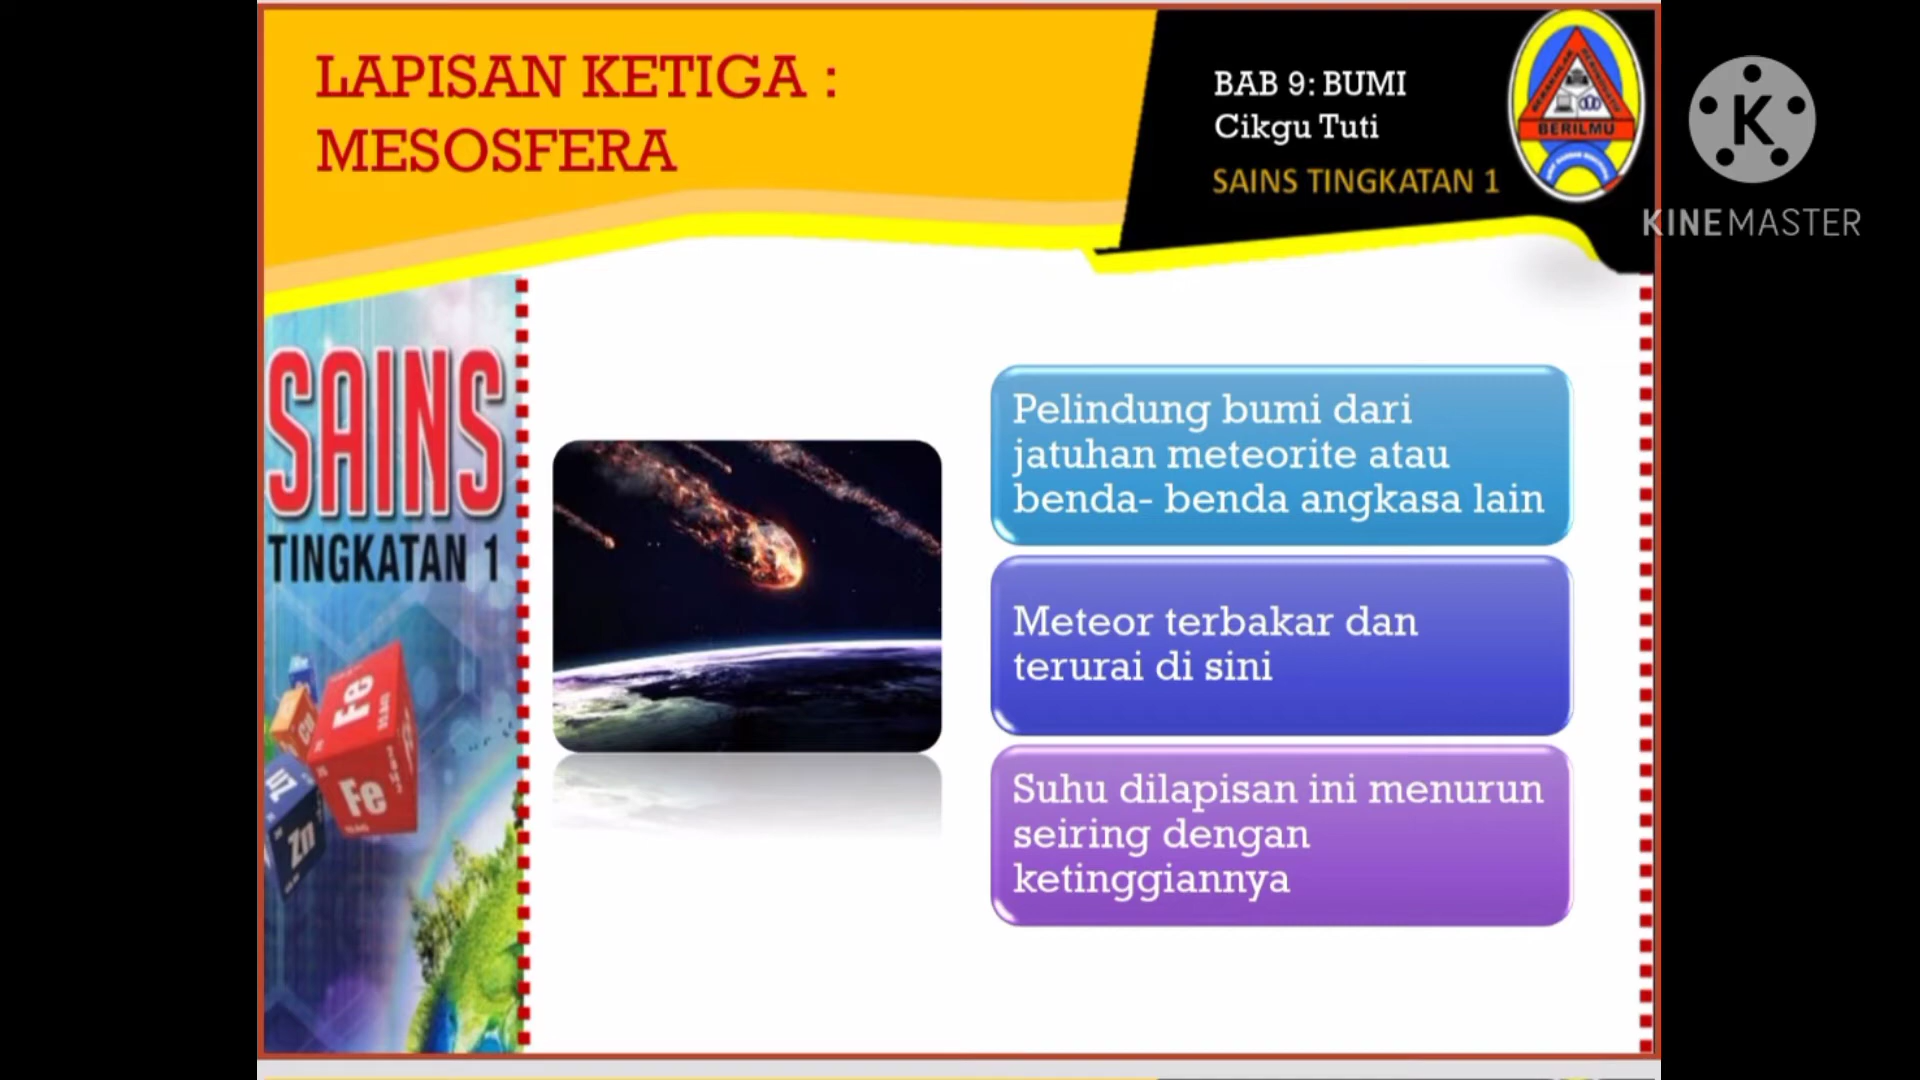 LAPISAN KETIGA :
MESOSFERA
BAB 9: BUMI
Cikgu Tuti
SAINS TINGKATAN 1
BERILMU
K
KINEMASTER
SAINS
TINGKATAN 1
Fe
Fe
Co
Zn
Pelindung bumi dari
jatuhan meteorite atau
benda- benda angkasa lain
Meteor terbakar dan
terurai di sini
Suhu dilapisan ini menurun
seiring dengan
ketinggiannya